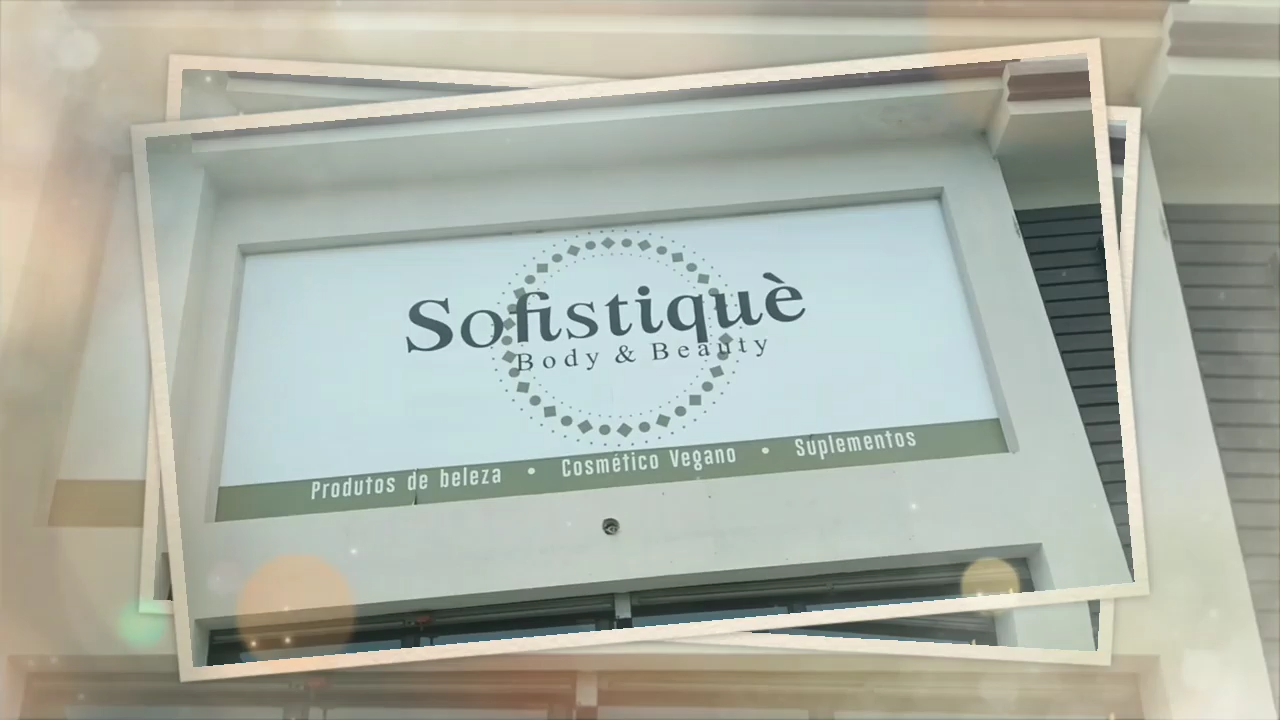 Sofistiquè
Body & Beauty
Produtos de beleza • Cosmético Vegano • Suplementos